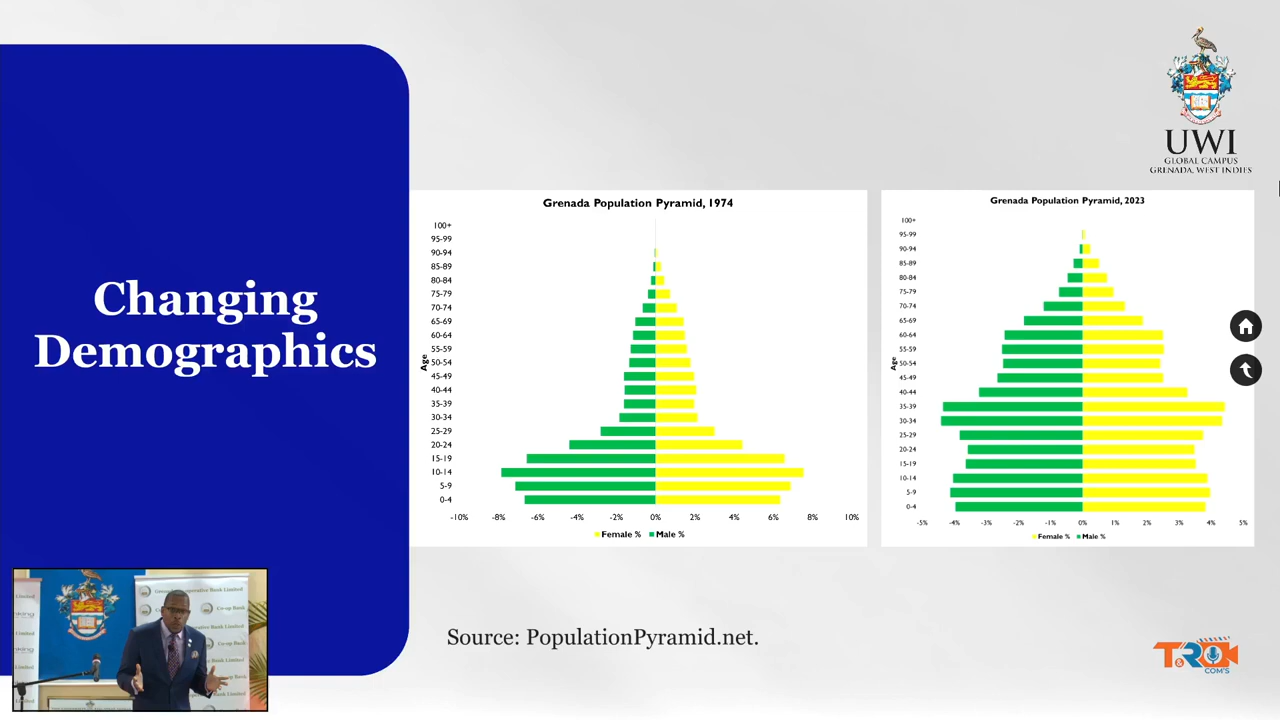 UWI
GLOBAL CAMPUS
GRENADA, WEST INDIES
Changing
Demographics
Grenada Population Pyramid, 1974
Age
100+
95-99
90-94
85-89
80-84
75-79
70-74
65-69
60-64
55-59
50-54
45-49
40-44
35-39
30-34
25-29
20-24
15-19
10-14
5-9
0-4
-10% -8% -6% -4% -2% 0% 2% 4% 6% 8% 10%
Female % Male %
Grenada Population Pyramid, 2023
Age
100+
95-99
90-94
85-89
80-84
75-79
70-74
65-69
60-64
55-59
50-54
45-49
40-44
35-39
30-34
25-29
20-24
15-19
10-14
5-9
0-4
-5% -4% -3% -2% -1% 0% 1% 2% 3% 4% 5%
Female % Male %
Source: PopulationPyramid.net.
T&RO
COM'S
Co-op Bank